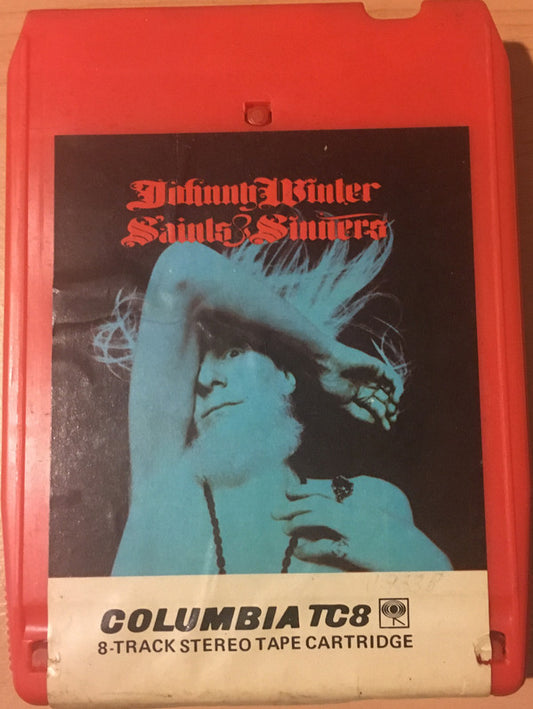 Johnny Winter
Saints & Sinners
COLUMBIA TC8
8-TRACK STEREO TAPE CARTRIDGE